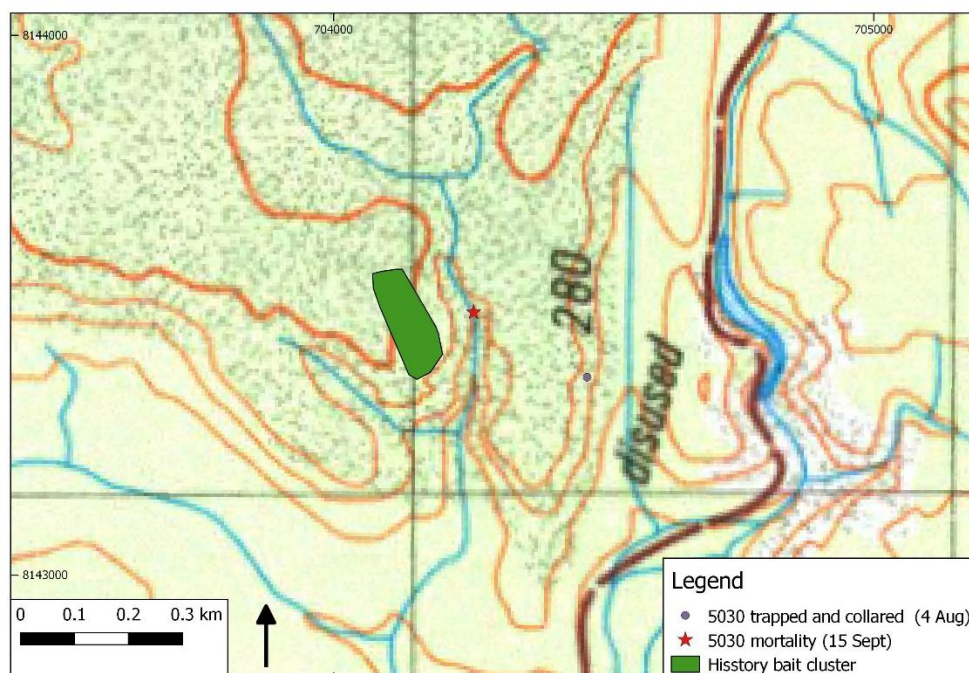 704000 705000
8144000
280
disused
8143000
0 0.1 0.2 0.3 km
Legend
5030 trapped and collared (4 Aug)
5030 mortality (15 Sept)
Hisstory bait cluster